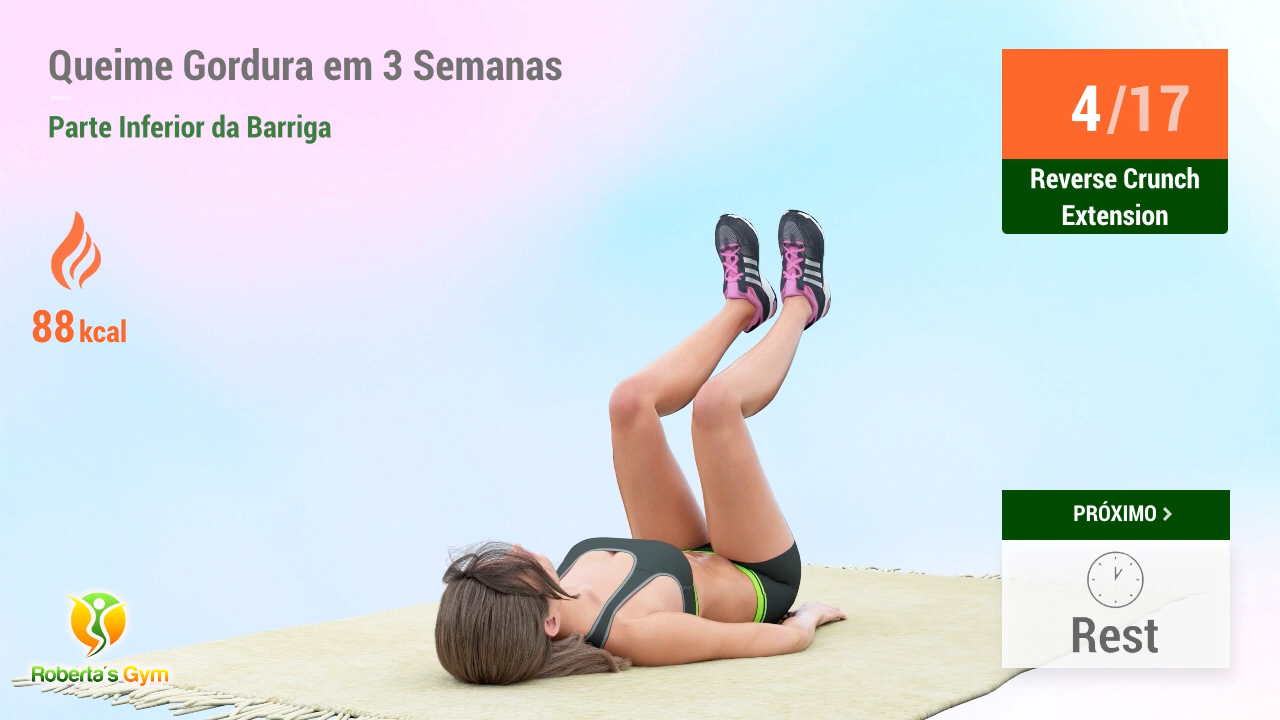 Queime Gordura em 3 Semanas
Parte Inferior da Barriga
4/17
Reverse Crunch
Extension
88 kcal
PRÓXIMO >
Rest
Roberta´s Gym